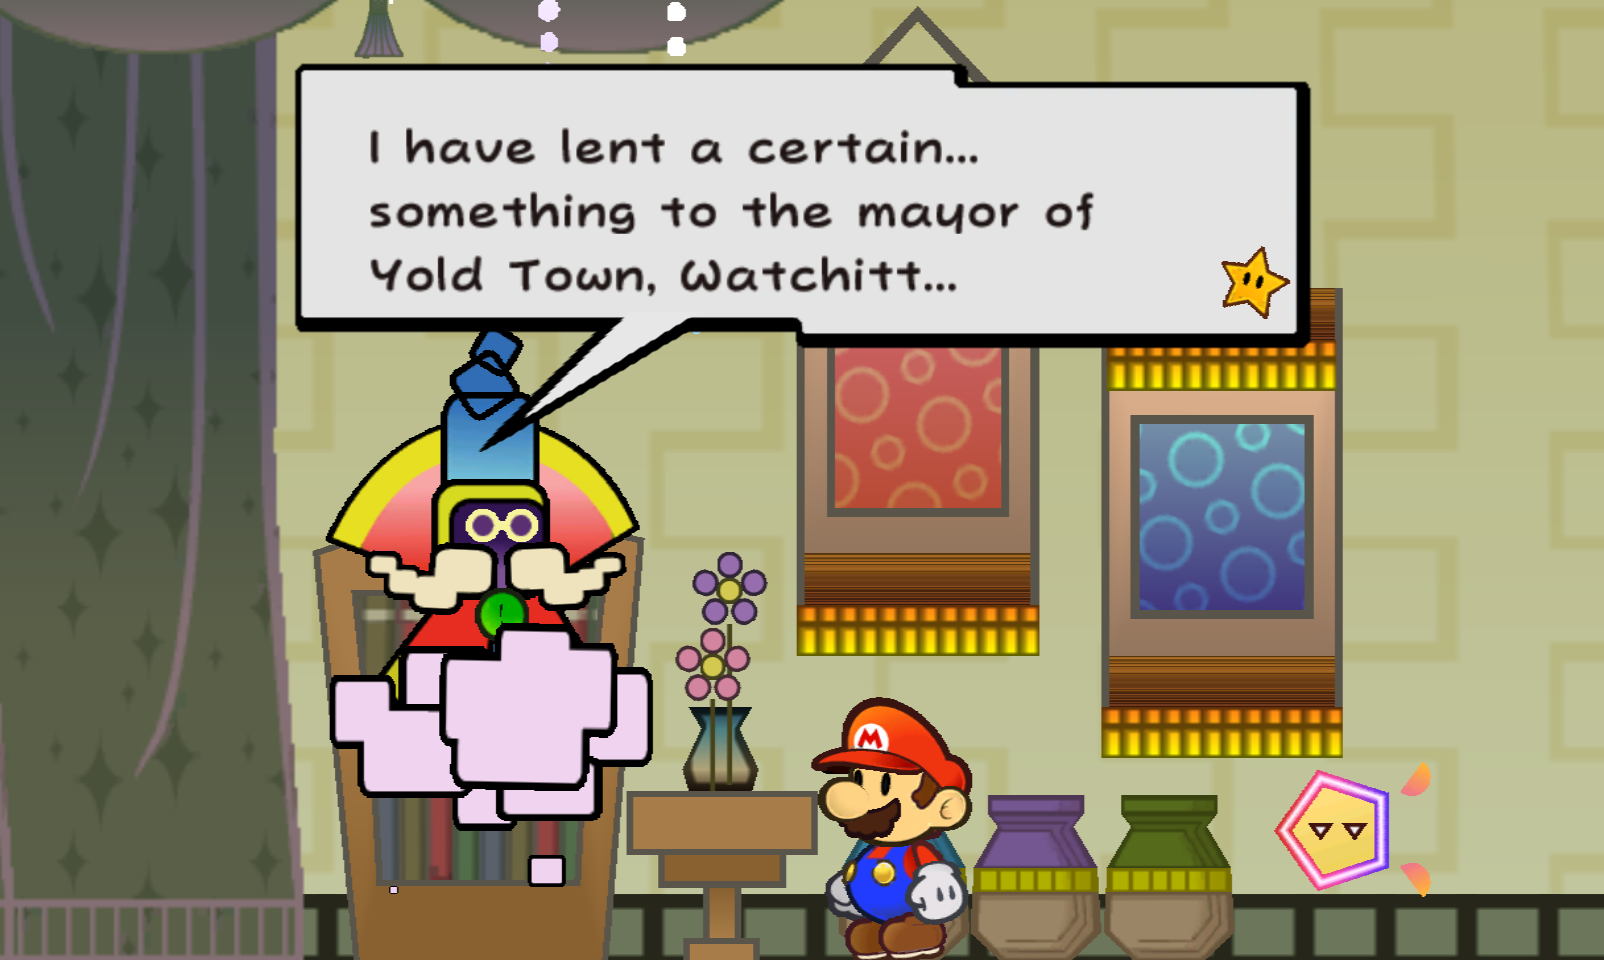 I have lent a certain...
something to the mayor of
Yold Town, Watchitt...
M